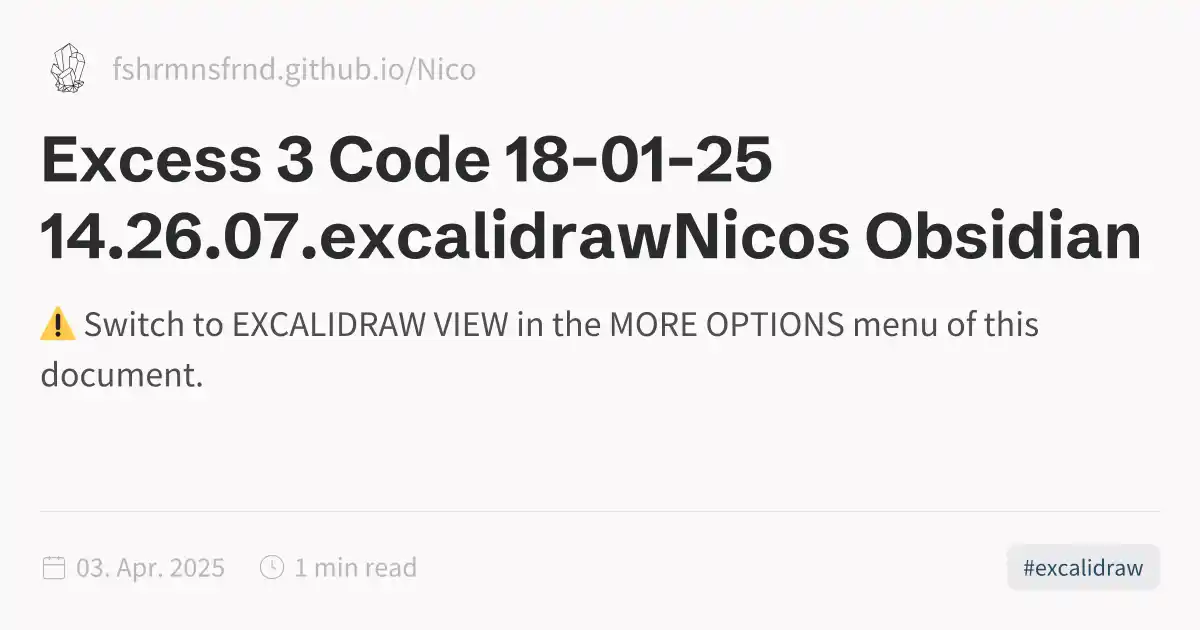 fshrmnsfrnd.github.io/Nico
Excess 3 Code 18-01-25
14.26.07.excalidrawNicos Obsidian
⚠️ Switch to EXCALIDRAW VIEW in the MORE OPTIONS menu of this
document.
03. Apr. 2025
1 min read
#excalidraw